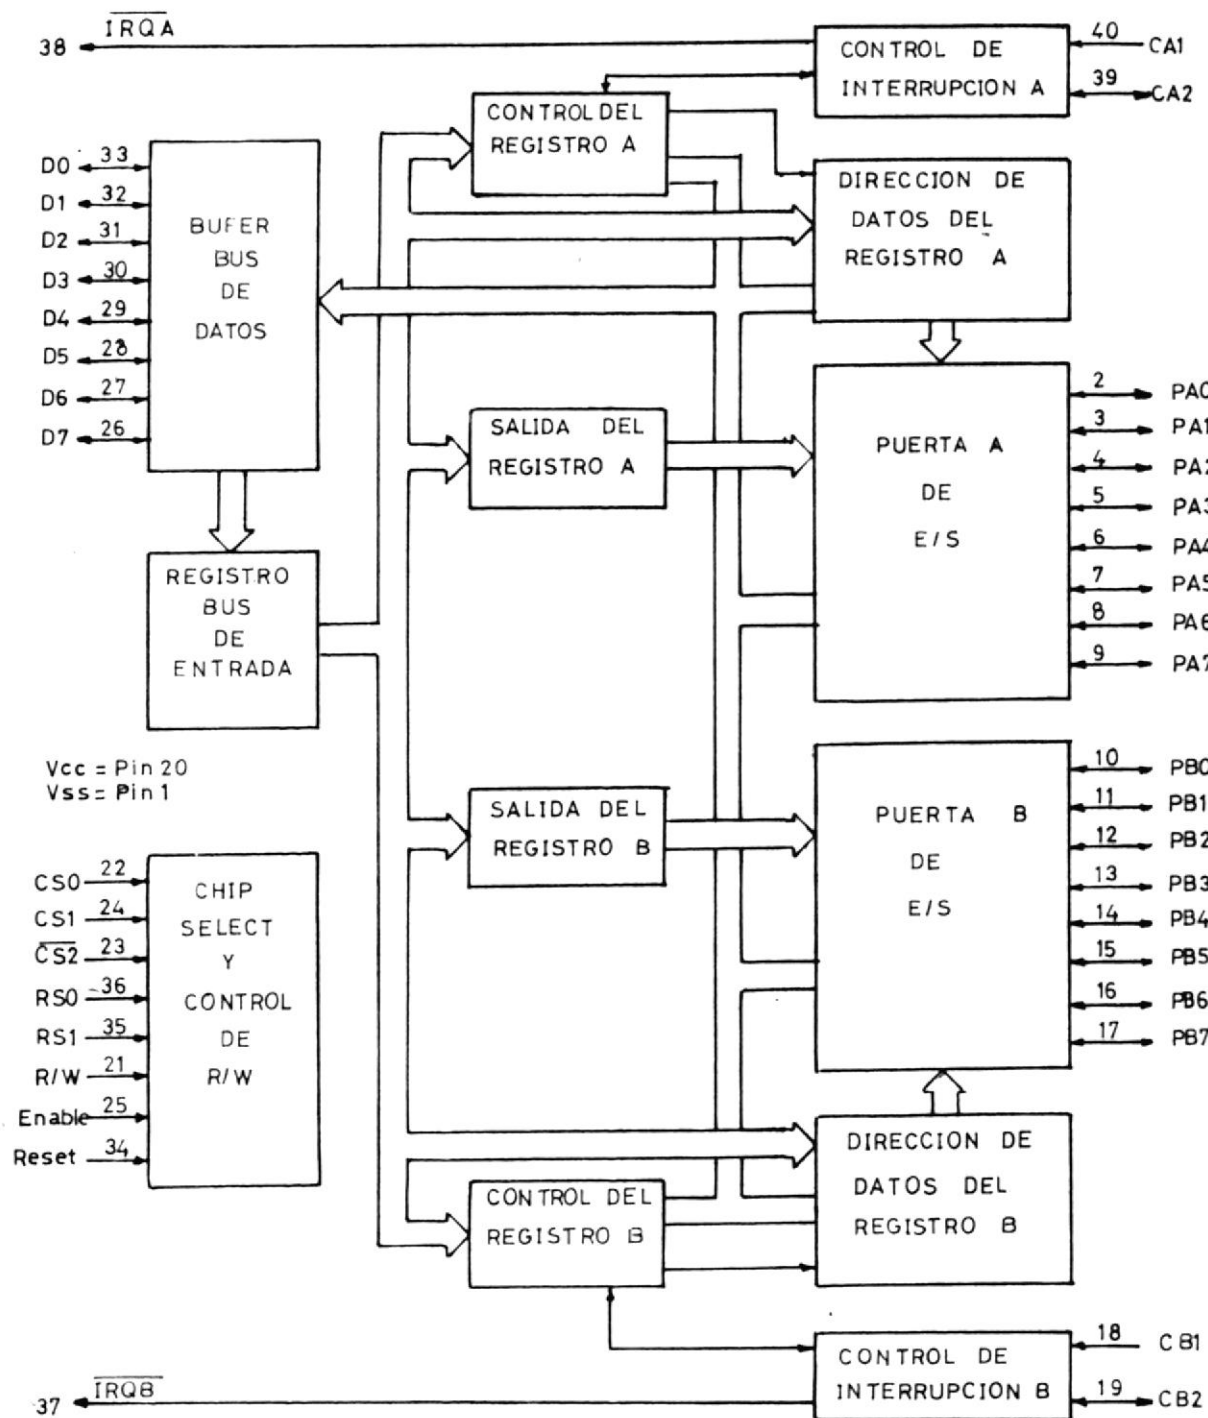 IRQA
38
CONTROL DE
INTERRUPCION A
40
CA1
39
CA2
CONTROL DEL
REGISTRO A
D0 33
D1 32
D2 31
D3 30
D4 29
D5 28
D6 27
D7 26
BUFER
BUS
DE
DATOS
DIRECCION DE
DATOS DEL
REGISTRO A
SALIDA DEL
REGISTRO A
PUERTA A
DE
E/S
2 PA0
3 PA1
4 PA2
5 PA3
6 PA4
7 PA5
8 PA6
9 PA7
REGISTRO
BUS
DE
ENTRADA
Vcc = Pin 20
Vss = Pin 1
SALIDA DEL
REGISTRO B
PUERTA B
DE
E/S
10 PB0
11 PB1
12 PB2
13 PB3
14 PB4
15 PB5
16 PB6
17 PB7
CS0 22
CS1 24
CS2 23
RS0 36
RS1 35
R/W 21
Enable 25
Reset 34
CHIP
SELECT
Y
CONTROL
DE
R/W
DIRECCION DE
DATOS DEL
REGISTRO B
CONTROL DEL
REGISTRO B
CONTROL DE
INTERRUPCION B
18 CB1
19 CB2
IRQB
37